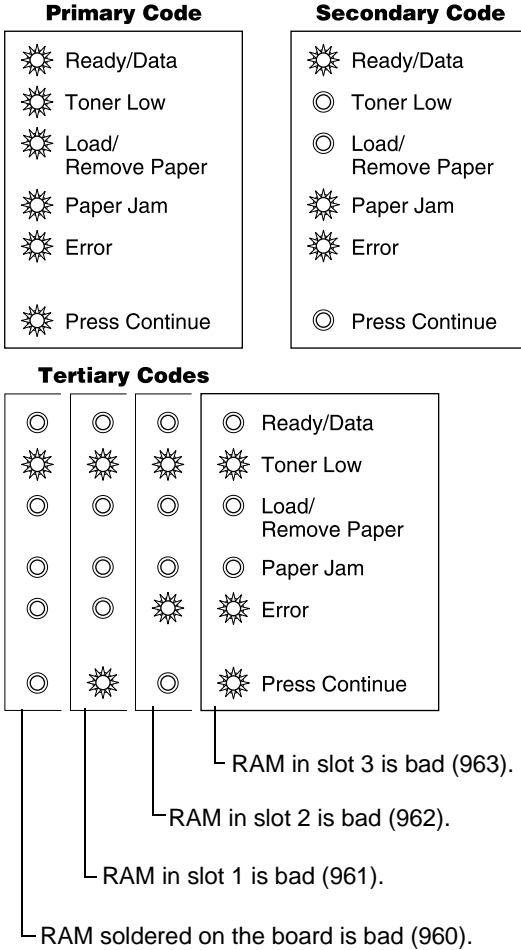 Primary Code
Ready/Data
Toner Low
Load/
Remove Paper
Paper Jam
Error
Press Continue
Secondary Code
Ready/Data
Toner Low
Load/
Remove Paper
Paper Jam
Error
Press Continue
Tertiary Codes
Ready/Data
Toner Low
Load/
Remove Paper
Paper Jam
Error
Press Continue
RAM in slot 3 is bad (963).
RAM in slot 2 is bad (962).
RAM in slot 1 is bad (961).
RAM soldered on the board is bad (960).